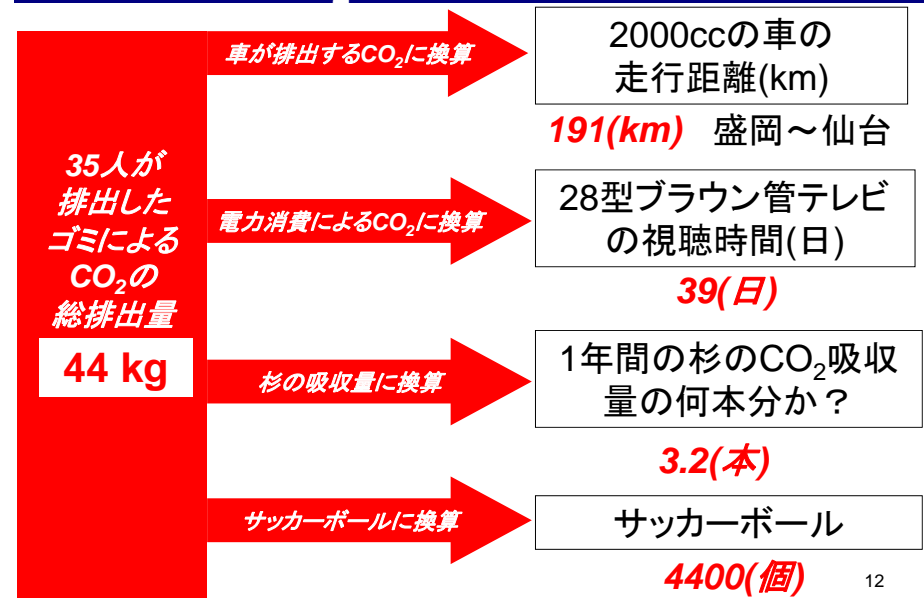 35人が
排出した
ゴミによる
CO₂の
総排出量
44 kg
車が排出するCO₂に換算
2000ccの車の
走行距離(km)
191(km) 盛岡～仙台
電力消費によるCO₂に換算
28型ブラウン管テレビ
の視聴時間(日)
39(日)
杉の吸収量に換算
1年間の杉のCO₂吸収
量の何本分か？
3.2(本)
サッカーボールに換算
サッカーボール
4400(個)
12